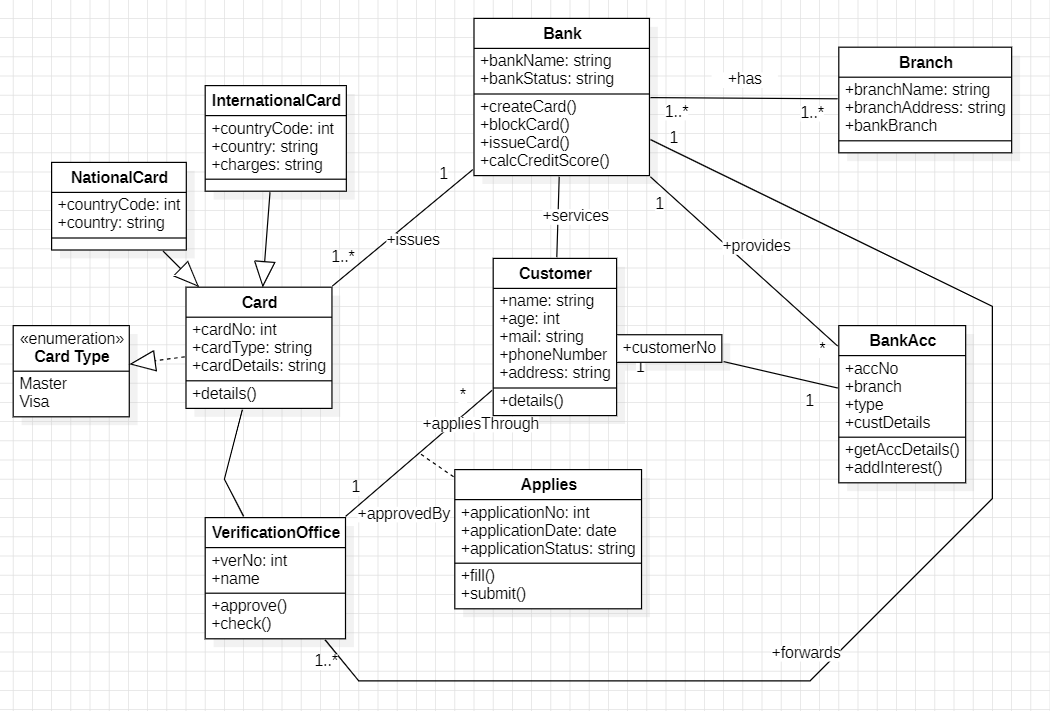 Bank
+bankName: string
+bankStatus: string
+createCard()
+blockCard()
+issueCard()
+calcCreditScore()
+has
1..*
1..*
Branch
+branchName: string
+branchAddress: string
+bankBranch
InternationalCard
+countryCode: int
+country: string
+charges: string
NationalCard
+countryCode: int
+country: string
1
+issues
1..*
+services
1
1
+provides
*
Card
+cardNo: int
+cardType: string
+cardDetails: string
+details()
«enumeration»
Card Type
Master
Visa
Customer
+name: string
+age: int
+mail: string
+phoneNumber
+address: string
+details()
+customerNo
1
1
BankAcc
+accNo
+branch
+type
+custDetails
+getAccDetails()
+addInterest()
*
+appliesThrough
1
+approvedBy
Applies
+applicationNo: int
+applicationDate: date
+applicationStatus: string
+fill()
+submit()
VerificationOffice
+verNo: int
+name
+approve()
+check()
1..*
+forwards